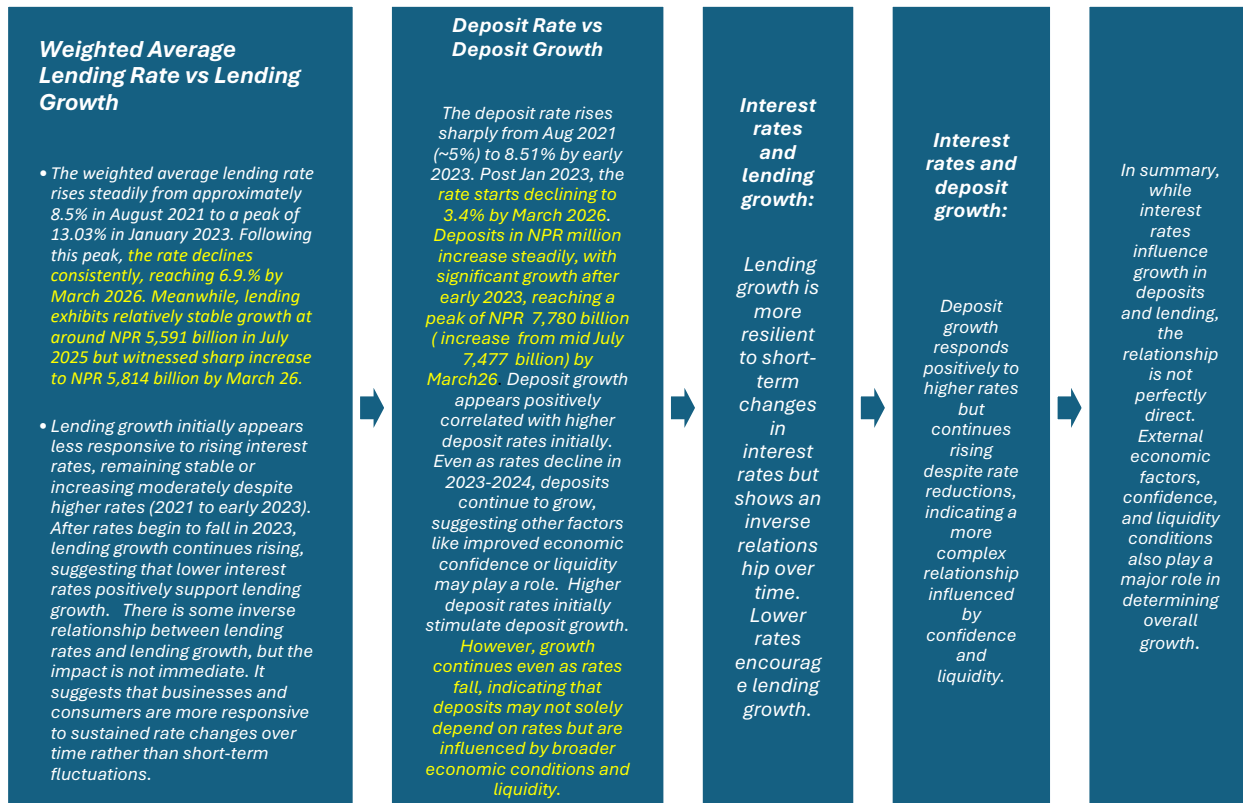 Weighted Average
Lending Rate vs Lending
Growth
• The weighted average lending rate
rises steadily from approximately
8.5% in August 2021 to a peak of
13.03% in January 2023. Following
this peak, the rate declines
consistently, reaching 6.9.% by
March 2026. Meanwhile, lending
exhibits relatively stable growth at
around NPR 5,591 billion in July
2025 but witnessed sharp increase
to NPR 5,814 billion by March 26.
• Lending growth initially appears
less responsive to rising interest
rates, remaining stable or
increasing moderately despite
higher rates (2021 to early 2023).
After rates begin to fall in 2023,
lending growth continues rising,
suggesting that lower interest
rates positively support lending
growth. There is some inverse
relationship between lending
rates and lending growth, but the
impact is not immediate. It
suggests that businesses and
consumers are more responsive
to sustained rate changes over
time rather than short-term
fluctuations.
Deposit Rate vs
Deposit Growth
The deposit rate rises
sharply from Aug 2021
(~5%) to 8.51% by early
2023. Post Jan 2023, the
rate starts declining to
3.4% by March 2026.
Deposits in NPR million
increase steadily, with
significant growth after
early 2023, reaching a
peak of NPR 7,780 billion
( increase from mid July
7,477 billion) by
March26. Deposit growth
appears positively
correlated with higher
deposit rates initially.
Even as rates decline in
2023-2024, deposits
continue to grow,
suggesting other factors
like improved economic
confidence or liquidity
may play a role. Higher
deposit rates initially
stimulate deposit growth.
However, growth
continues even as rates
fall, indicating that
deposits may not solely
depend on rates but are
influenced by broader
economic conditions and
liquidity.
Interest
rates
and
lending
growth:
Lending
growth is
more
resilient
to short-
term
changes
in
interest
rates but
shows an
inverse
relations
hip over
time.
Lower
rates
encourag
e lending
growth.
Interest
rates and
deposit
growth:
Deposit
growth
responds
positively to
higher rates
but
continues
rising
despite rate
reductions,
indicating a
more
complex
relationship
influenced
by
confidence
and
liquidity.
In summary,
while
interest
rates
influence
growth in
deposits
and lending,
the
relationship
is not
perfectly
direct.
External
economic
factors,
confidence,
and liquidity
conditions
also play a
major role in
determining
overall
growth.